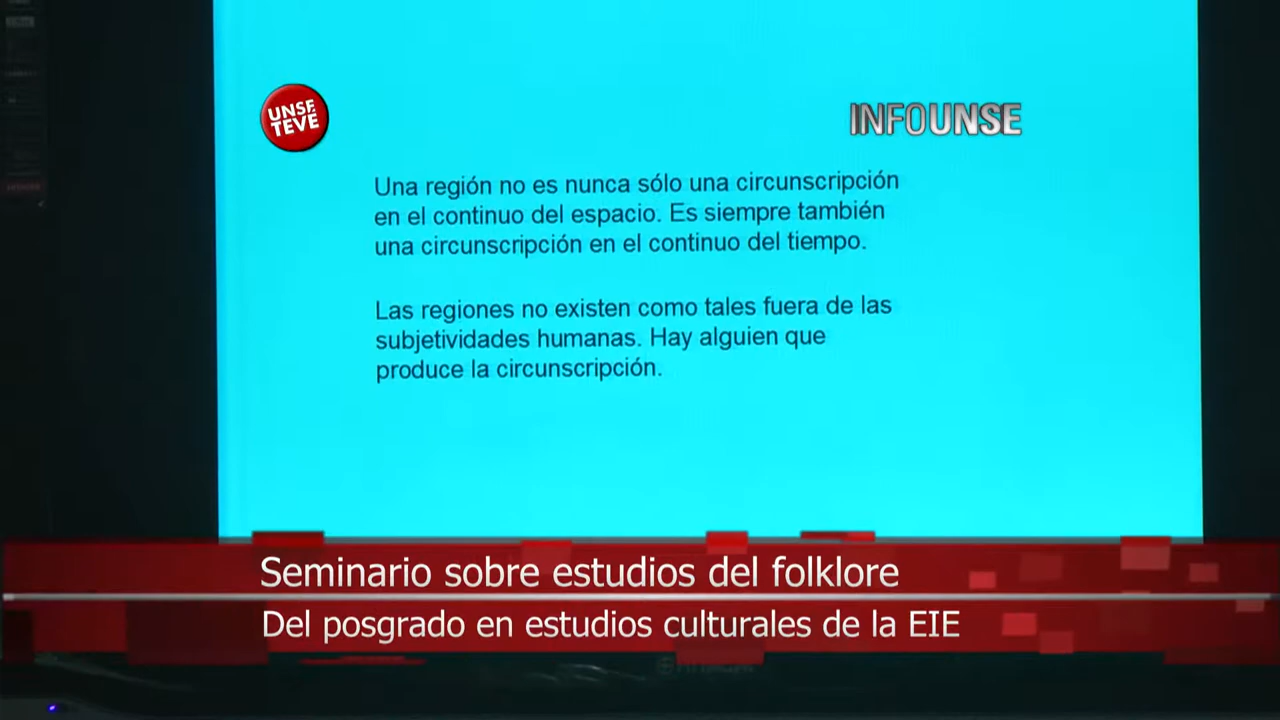 UNSE
TEVÉ
INFOUNSE
Una región no es nunca sólo una circunscripción
en el continuo del espacio. Es siempre también
una circunscripción en el continuo del tiempo.
Las regiones no existen como tales fuera de las
subjetividades humanas. Hay alguien que
produce la circunscripción.
Seminario sobre estudios del folklore
Del posgrado en estudios culturales de la EIE